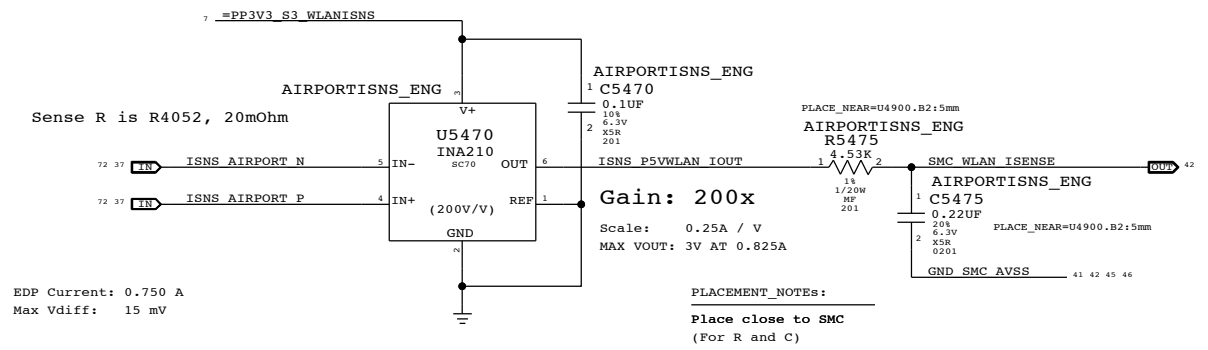 7 =PP3V3_S3_WLANISNS
AIRPORTISNS_ENG
Sense R is R4052, 20mOhm
3
V+
U5470
INA210
SC70
(200V/V)
72 37 IN ISNS_AIRPORT_N 5 IN-
72 37 IN ISNS_AIRPORT_P 4 IN+
OUT 6 ISNS_P5VWLAN_IOUT
REF 1
GND
2
AIRPORTISNS_ENG
1 C5470
0.1UF
10%
6.3V
2 X5R
201
PLACE_NEAR=U4900.B2:5mm
AIRPORTISNS_ENG
R5475
1 4.53K 2
1%
1/20W
MF
201
SMC_WLAN_ISENSE OUT 42
AIRPORTISNS_ENG
1 C5475
0.22UF
20%
6.3V
2 X5R
0201
PLACE_NEAR=U4900.B2:5mm
GND_SMC_AVSS 41 42 45 46
Gain: 200x
Scale: 0.25A / V
MAX VOUT: 3V AT 0.825A
EDP Current: 0.750 A
Max Vdiff: 15 mV
PLACEMENT_NOTEs:
Place close to SMC
(For R and C)